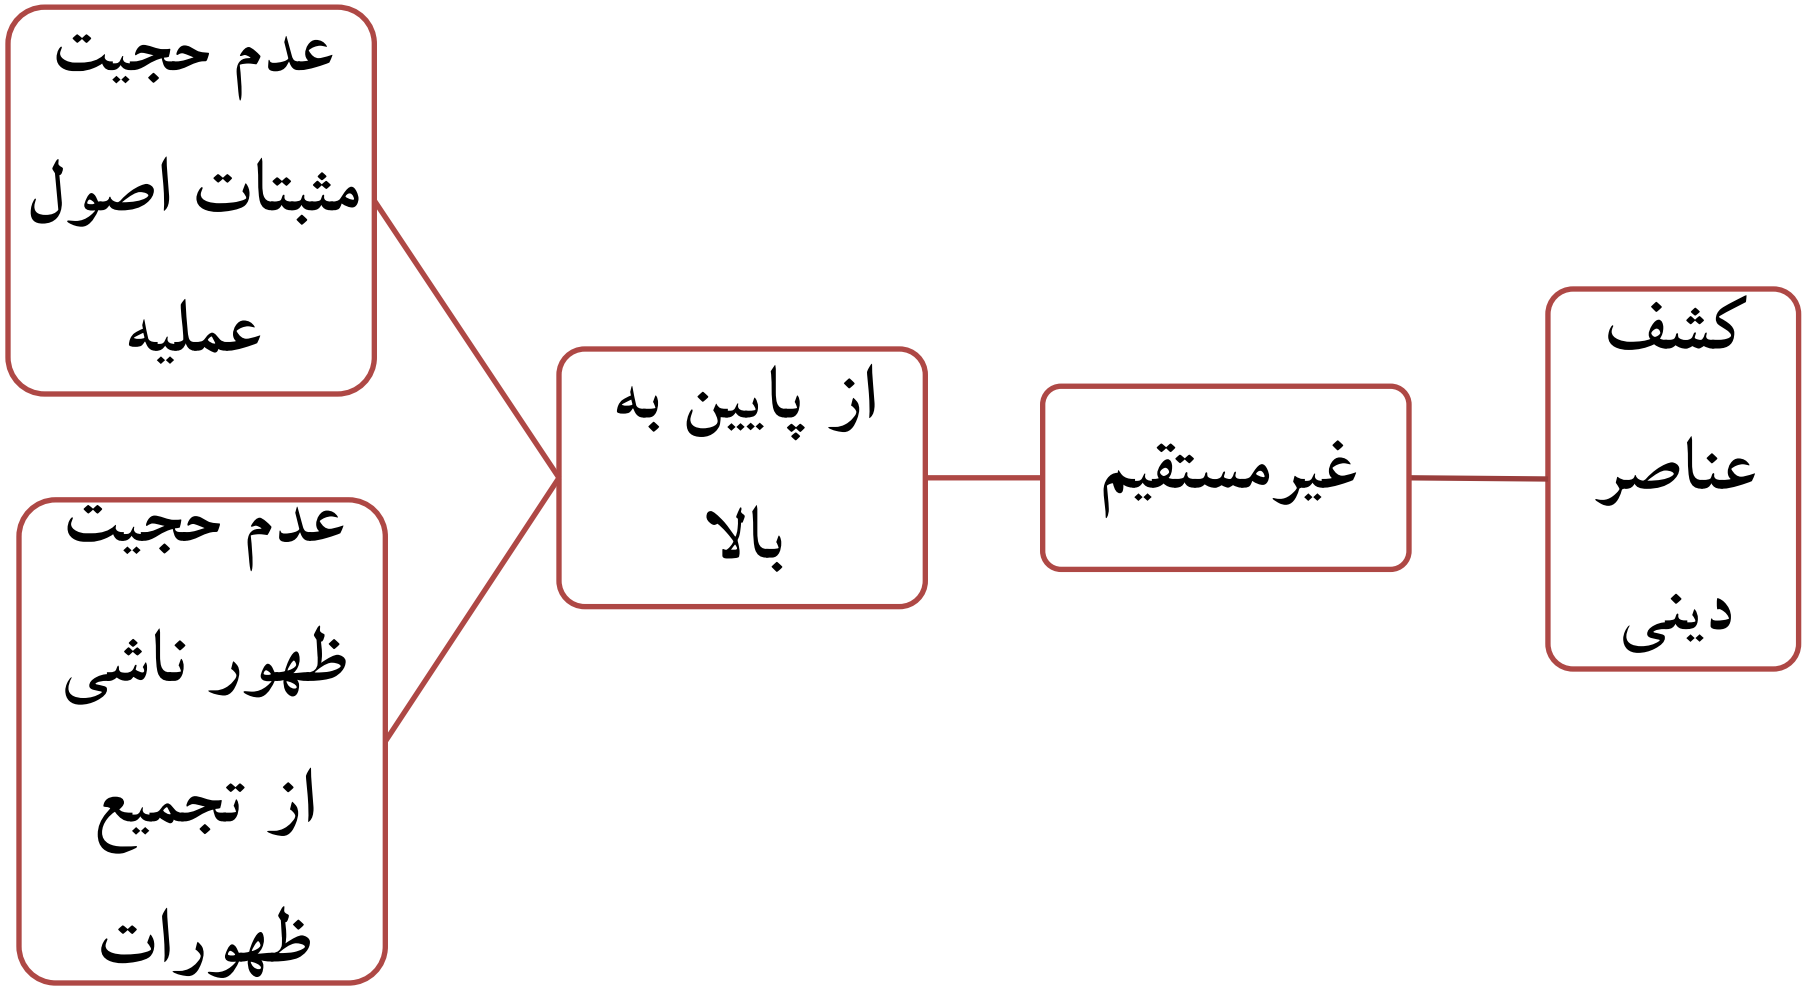 کشف
عناصر
دینی
غیرمستقیم
از پایین به
بالا
عدم حجیت
مثبتات اصول
عملیه
عدم حجیت
ظهور ناشی
از تجمیع
ظهورات